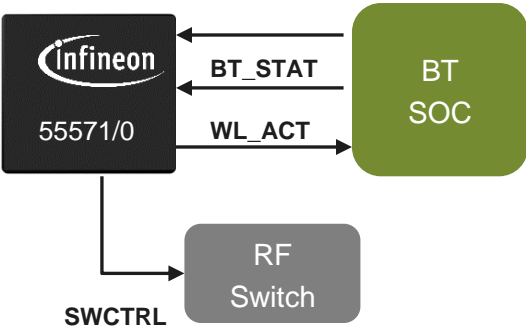 infineon
55571/0
BT_STAT
WL_ACT
BT
SOC
RF
Switch
SWCTRL